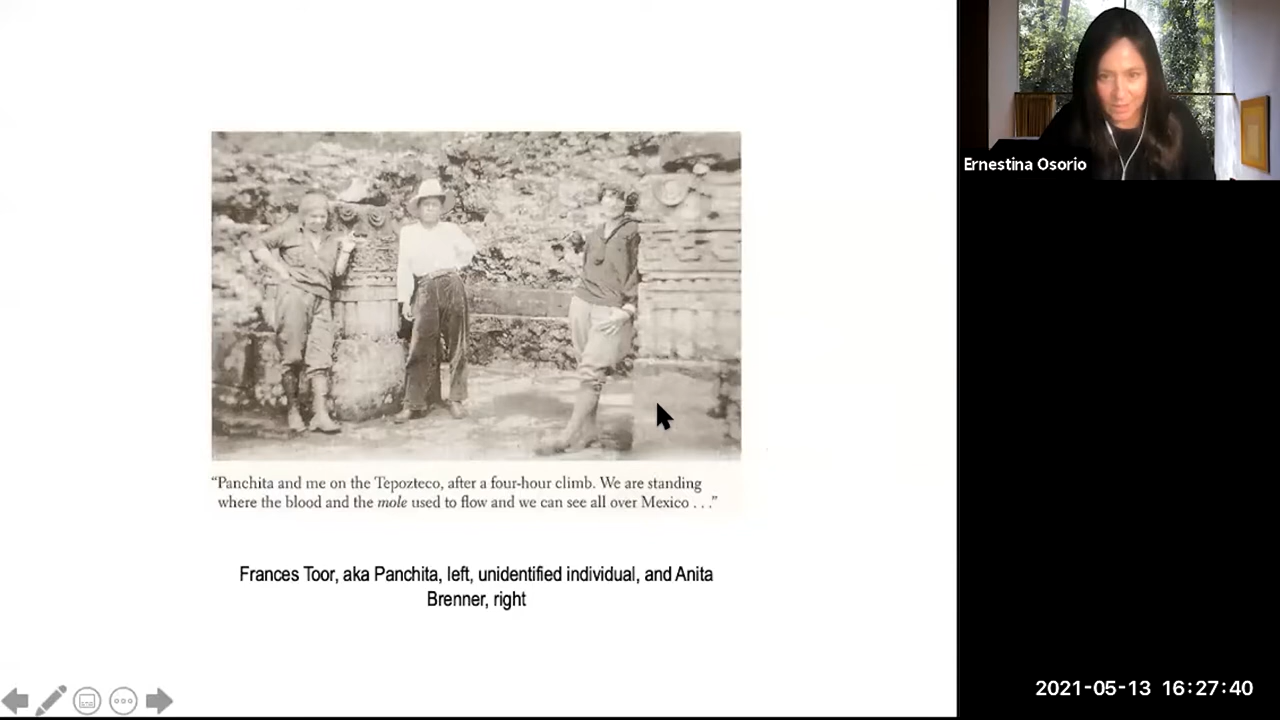 Ernestina Osorio
“Panchita and me on the Tepozteco, after a four-hour climb. We are standing
where the blood and the mole used to flow and we can see all over Mexico . . .”
Frances Toor, aka Panchita, left, unidentified individual, and Anita
Brenner, right
2021-05-13 16:27:40